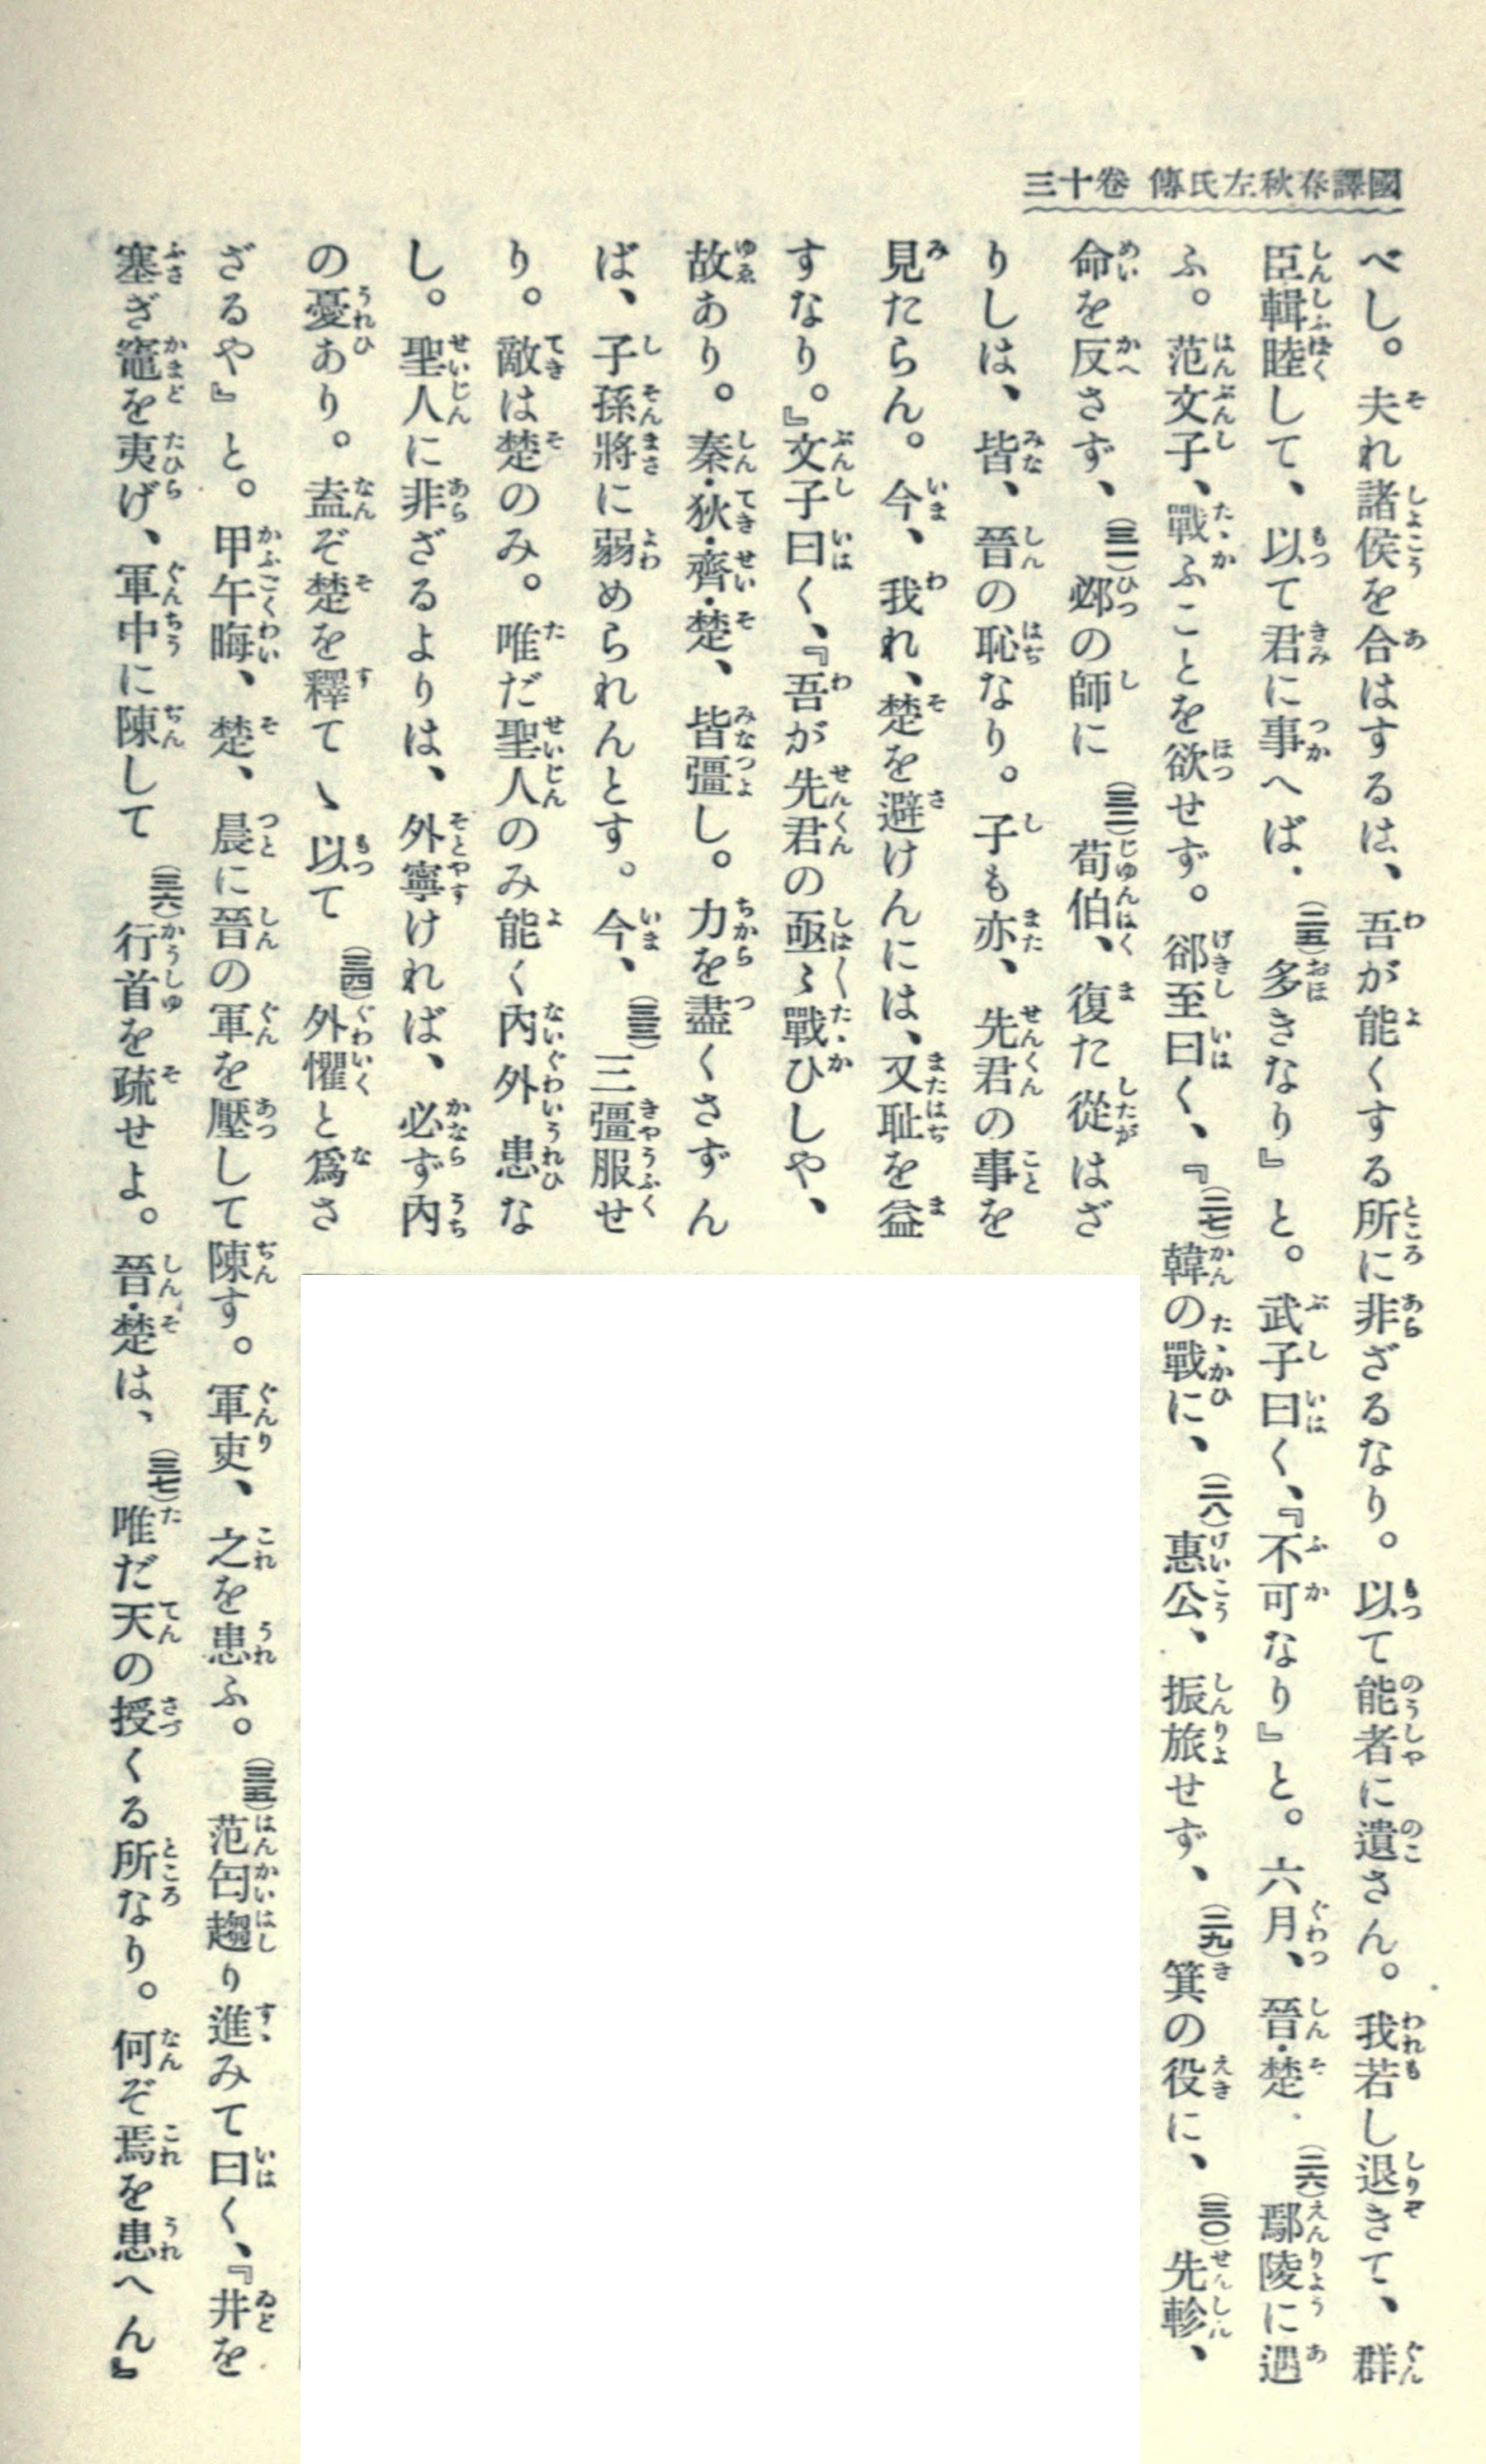 國譯春秋左氏傳 卷十三
べし。夫れ諸侯を合はするは、吾が能くする所に非ざるなり。以て能者に遺さん。我若し退きて、群
臣輯睦して、以て君に事へば、(二五)多きなり』と。武子曰く、『不可なり』と。六月、晉・楚(二六)鄢陵に遇
ふ。范文子、戰ふことを欲せず。郤至曰く、『(二七)韓の戰に、(二八)惠公、振旅せず、(二九)箕の役に、(三〇)先軫、
命を反さず、(三一)邲の師に(三二)荀伯、復た從はざ
りしは、皆、晉の恥なり。子も亦、先君の事を
見たらん。今、我れ、楚を避けんには、又恥を益
すなり。』文子曰く、『吾が先君の亟〻戰ひしや、
故あり。秦・狄・齊・楚、皆彊し。力を盡くさずん
ば、子孫將に弱められんとす。今、(三三)三彊服せ
り。敵は楚のみ。唯だ聖人のみ能く內外患な
し。聖人に非ざるよりは、外寧ければ、必ず內
の憂あり。盍ぞ楚を釋てヽ以て(三四)外懼と爲さ
ざるや』と。甲午晦、楚、晨に晉の軍を壓して陳す。軍吏、之を患ふ。(三五)范匄趨り進みて曰く、『井を
塞ぎ竈を夷げ、軍中に陳して(三六)行首を疏せよ。晉・楚は、(三七)唯だ天の授くる所なり。何ぞ焉を患へん』